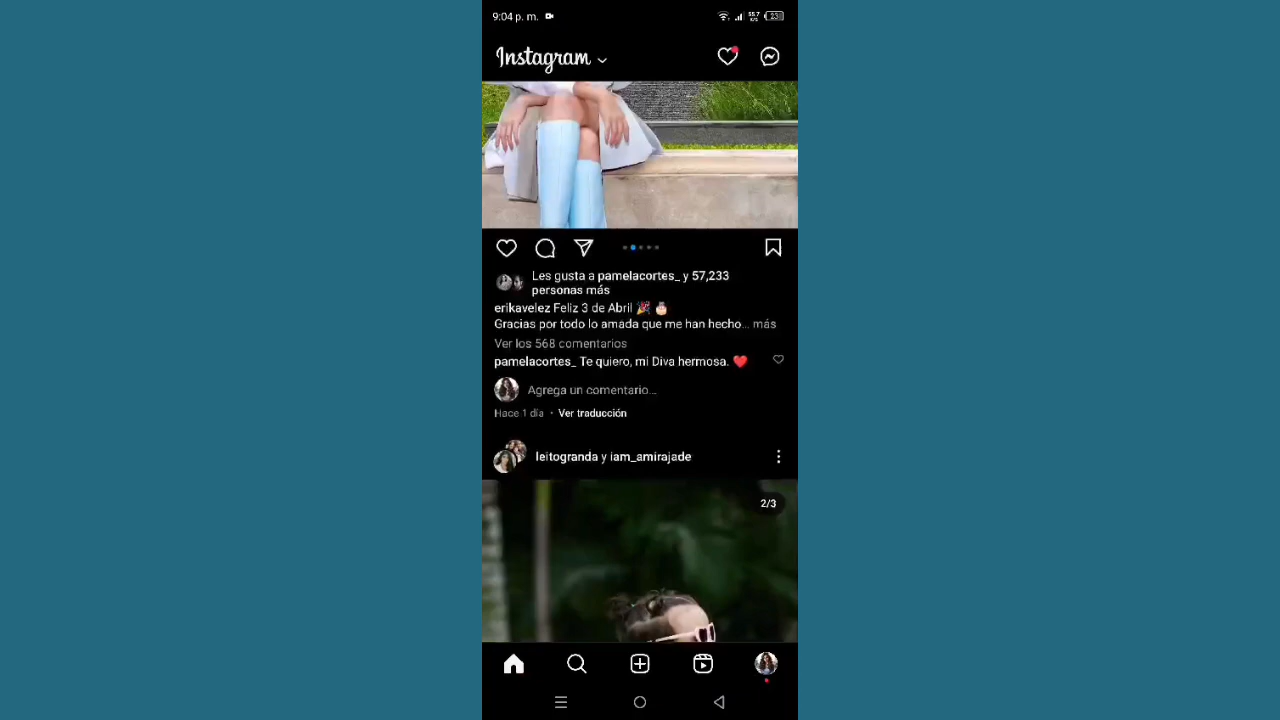 9:04 p. m.
23
Instagram
Les gusta a pamelacortes_ y 57,233
personas más
erikavelez Feliz 3 de Abril 🎉 🎂
Gracias por todo lo amada que me han hecho... más
Ver los 568 comentarios
pamelacortes_ Te quiero, mi Diva hermosa. ❤️
Agrega un comentario...
Hace 1 día · Ver traducción
leitogranda y iam_amirajade
2/3